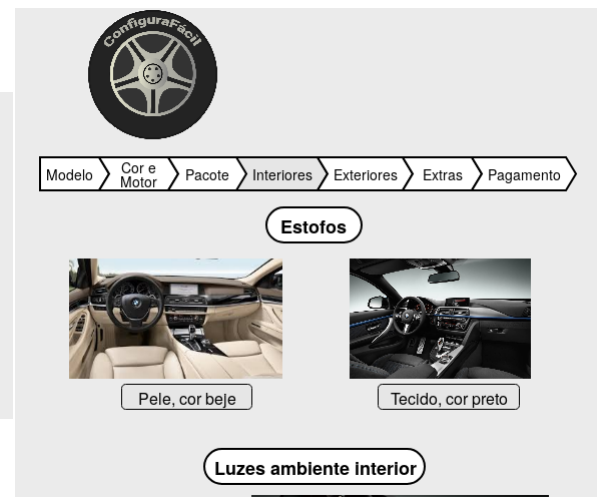 ConfiguraFácil
Modelo
Cor e
Motor
Pacote
Interiores
Exteriores
Extras
Pagamento
Estofos
Pele, cor beje
Tecido, cor preto
Luzes ambiente interior